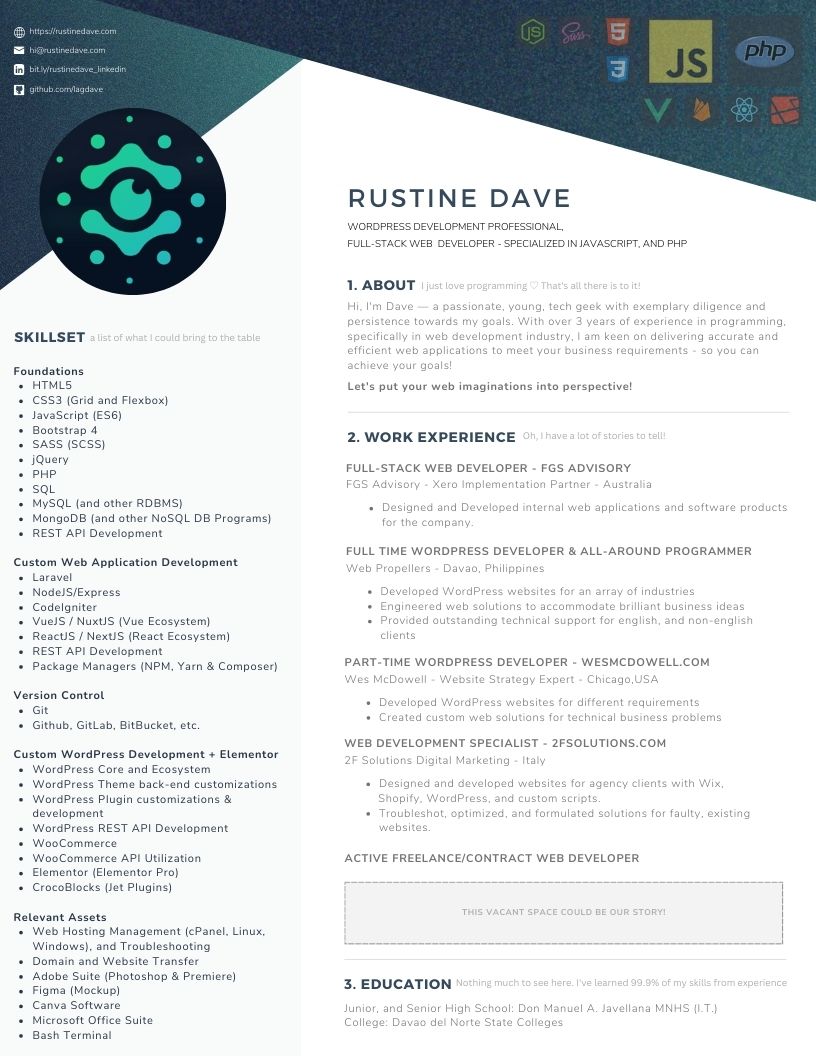 https://rustinedave.com
hi@rustinedave.com
bit.ly/rustinedave_linkedin
github.com/lagdave
JS
Sass
5
3
JS
php
RUSTINE DAVE
WORDPRESS DEVELOPMENT PROFESSIONAL,
FULL-STACK WEB DEVELOPER - SPECIALIZED IN JAVASCRIPT, AND PHP
SKILLSET a list of what I could bring to the table
Foundations
• HTML5
• CSS3 (Grid and Flexbox)
• JavaScript (ES6)
• Bootstrap 4
• SASS (SCSS)
• jQuery
• PHP
• SQL
• MySQL (and other RDBMS)
• MongoDB (and other NoSQL DB Programs)
• REST API Development
Custom Web Application Development
• Laravel
• NodeJS/Express
• CodeIgniter
• VueJS / NuxtJS (Vue Ecosystem)
• ReactJS / NextJS (React Ecosystem)
• REST API Development
• Package Managers (NPM, Yarn & Composer)
Version Control
• Git
• Github, GitLab, BitBucket, etc.
Custom WordPress Development + Elementor
• WordPress Core and Ecosystem
• WordPress Theme back-end customizations
• WordPress Plugin customizations &
development
• WordPress REST API Development
• WooCommerce
• WooCommerce API Utilization
• Elementor (Elementor Pro)
• CrocoBlocks (Jet Plugins)
Relevant Assets
• Web Hosting Management (cPanel, Linux,
Windows), and Troubleshooting
• Domain and Website Transfer
• Adobe Suite (Photoshop & Premiere)
• Figma (Mockup)
• Canva Software
• Microsoft Office Suite
• Bash Terminal
1. ABOUT I just love programming ♡ That's all there is to it!
Hi, I'm Dave — a passionate, young, tech geek with exemplary diligence and
persistence towards my goals. With over 3 years of experience in programming,
specifically in web development industry, I am keen on delivering accurate and
efficient web applications to meet your business requirements - so you can
achieve your goals!
Let's put your web imaginations into perspective!
2. WORK EXPERIENCE Oh, I have a lot of stories to tell!
FULL-STACK WEB DEVELOPER - FGS ADVISORY
FGS Advisory - Xero Implementation Partner - Australia
• Designed and Developed internal web applications and software products
for the company.
FULL TIME WORDPRESS DEVELOPER & ALL-AROUND PROGRAMMER
Web Propellers - Davao, Philippines
• Developed WordPress websites for an array of industries
• Engineered web solutions to accommodate brilliant business ideas
• Provided outstanding technical support for english, and non-english
clients
PART-TIME WORDPRESS DEVELOPER - WESMCDOWELL.COM
Wes McDowell - Website Strategy Expert - Chicago,USA
• Developed WordPress websites for different requirements
• Created custom web solutions for technical business problems
WEB DEVELOPMENT SPECIALIST - 2FSOLUTIONS.COM
2F Solutions Digital Marketing - Italy
• Designed and developed websites for agency clients with Wix,
Shopify, WordPress, and custom scripts.
• Troubleshot, optimized, and formulated solutions for faulty, existing
websites.
ACTIVE FREELANCE/CONTRACT WEB DEVELOPER
THIS VACANT SPACE COULD BE OUR STORY!
3. EDUCATION Nothing much to see here. I've learned 99.9% of my skills from experience
Junior, and Senior High School: Don Manuel A. Javellana MNHS (I.T.)
College: Davao del Norte State Colleges